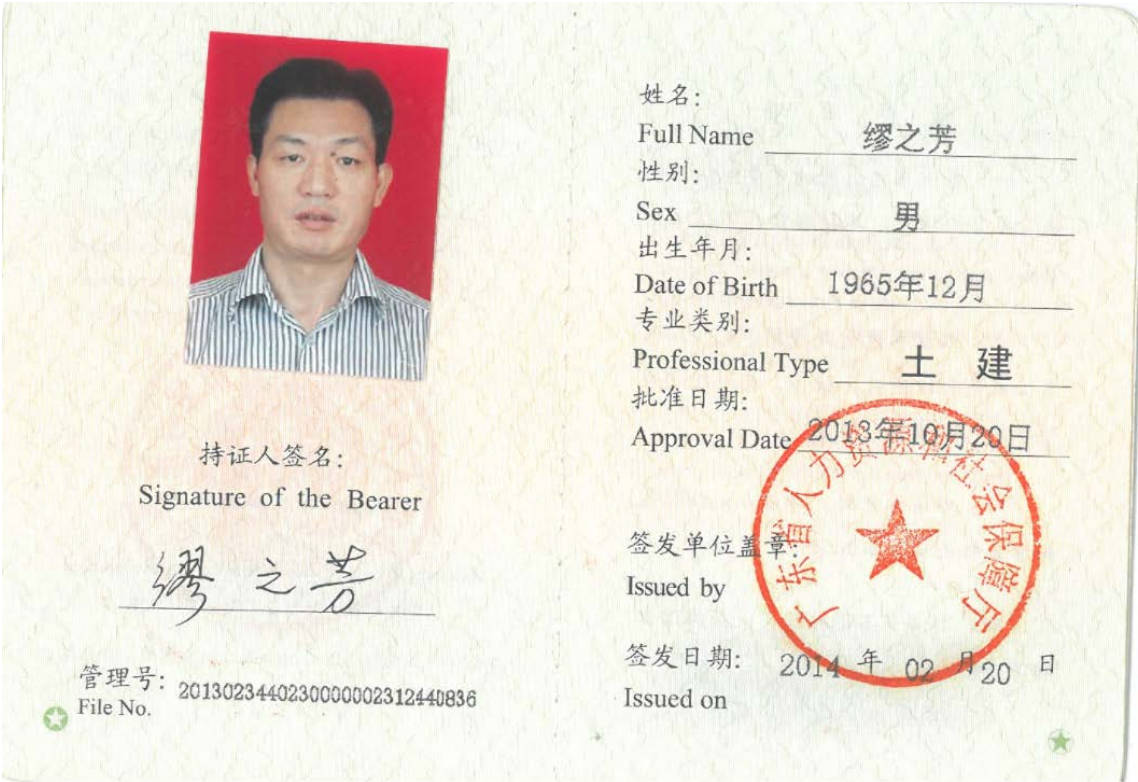 持证人签名:
Signature of the Bearer
缪之芳
管理号:
File No.
2013023440230000002312440836
姓名:
Full Name 缪之芳
性别:
Sex 男
出生年月:
Date of Birth 1965年12月
专业类别:
Professional Type 土 建
批准日期:
Approval Date 2013年10月20日
签发单位盖章:
Issued by
广东省人力资源和社会保障厅
签发日期: 2014 年 02 月 20 日
Issued on